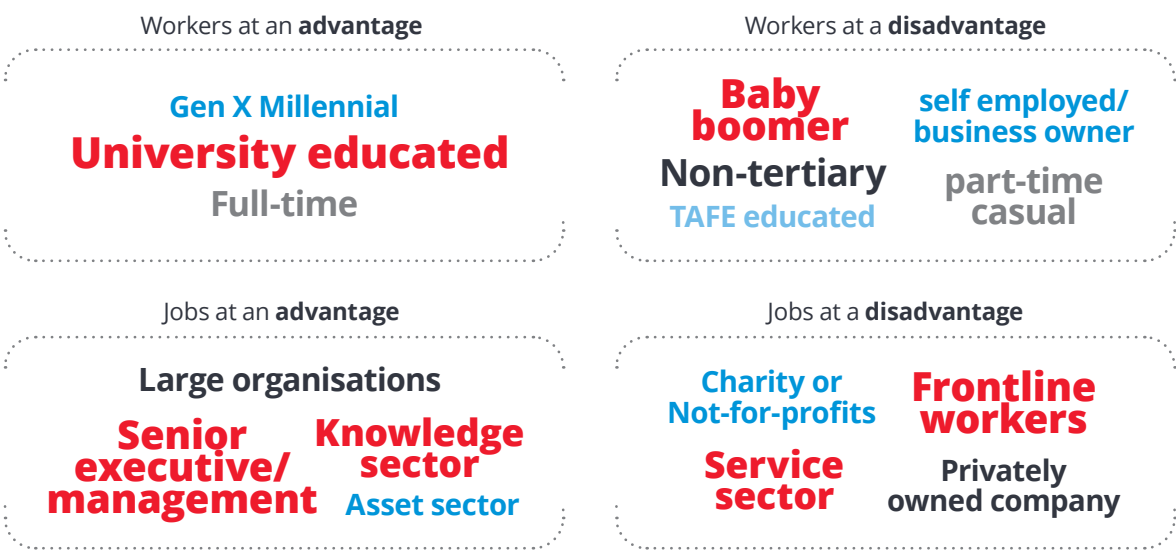 Workers at an advantage
Gen X Millennial
University educated
Full-time
Workers at a disadvantage
Baby
boomer
Non-tertiary
TAFE educated
self employed/
business owner
part-time
casual
Jobs at an advantage
Large organisations
Senior
executive/
management
Knowledge
sector
Asset sector
Jobs at a disadvantage
Charity or
Not-for-profits
Frontline
workers
Service
sector
Privately
owned company